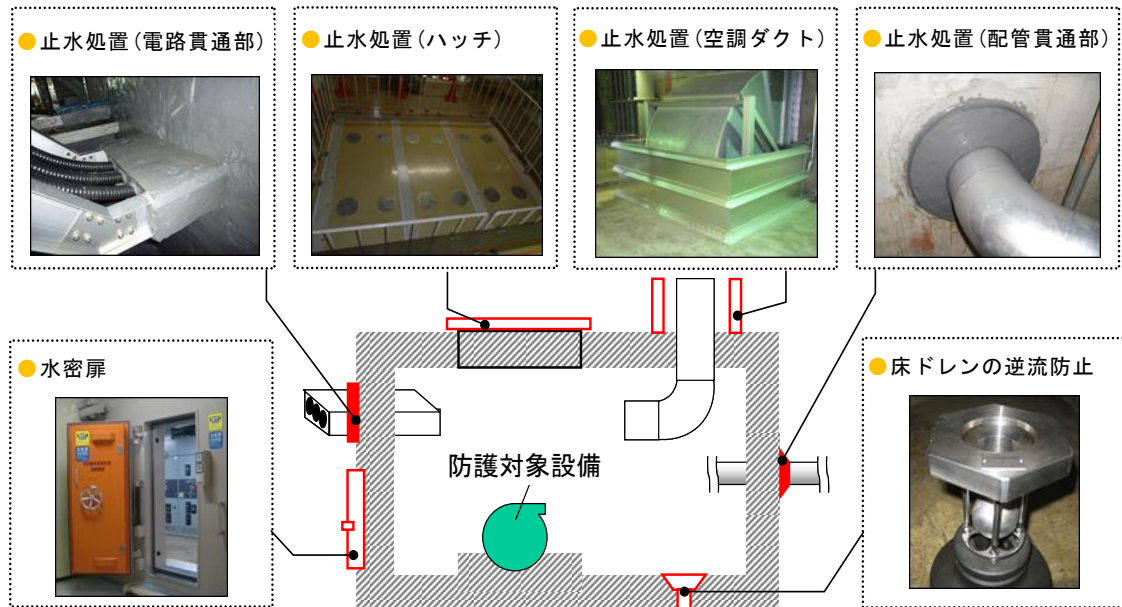 ●止水処置(電路貫通部)
●止水処置(ハッチ)
●止水処置(空調ダクト)
●止水処置(配管貫通部)
●水密扉
●床ドレンの逆流防止
防護対象設備